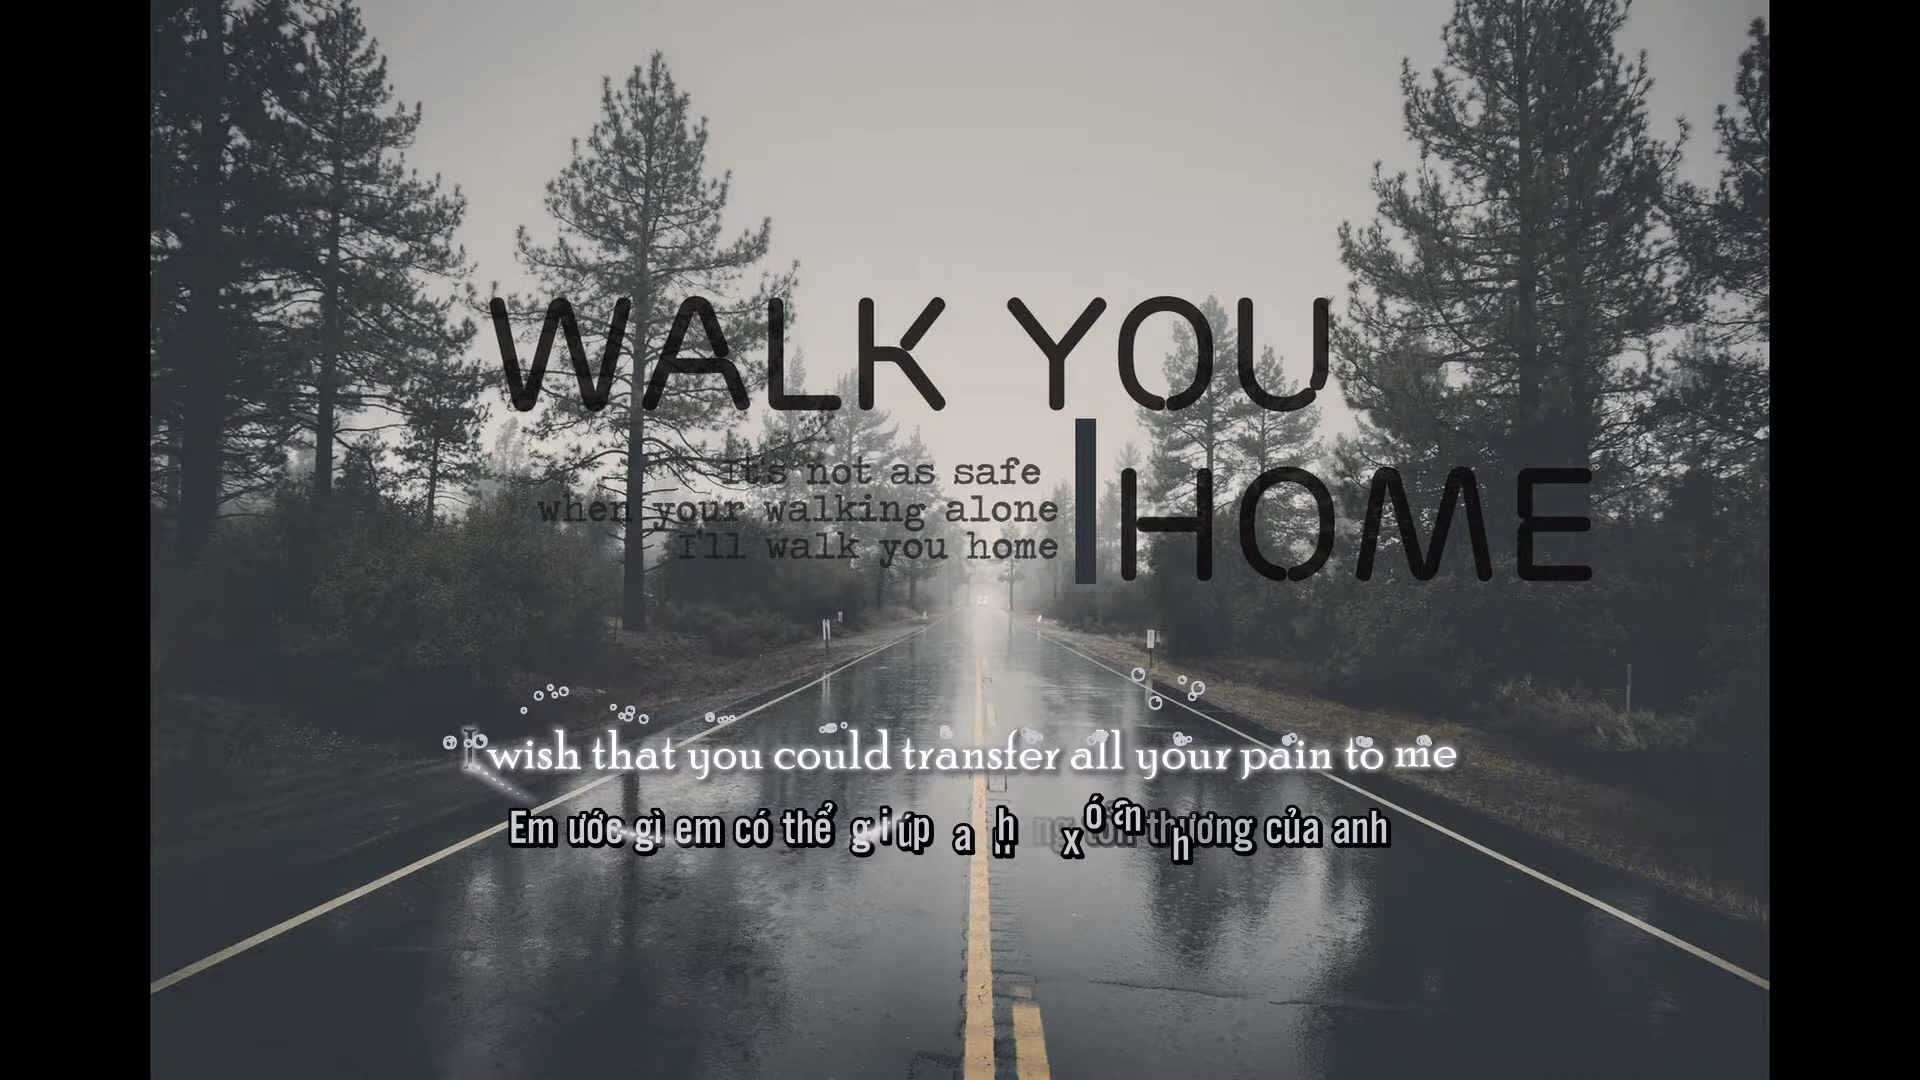 WALK YOU
HOME
It's not as safe
when your walking alone
I'll walk you home
I wish that you could transfer all your pain to me
Em ước gì em có thể giúp thương của anh